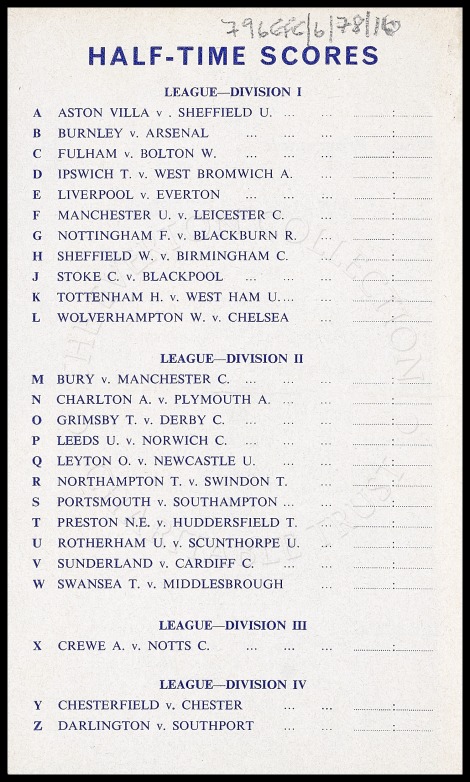 796EFC/6/78/16
HALF-TIME SCORES
LEAGUE—DIVISION I
A ASTON VILLA v . SHEFFIELD U. ... ... :
B BURNLEY v. ARSENAL ... ... ... :
C FULHAM v. BOLTON W. ... ... ... :
D IPSWICH T. v. WEST BROMWICH A. ... :
E LIVERPOOL v. EVERTON ... ... ... :
F MANCHESTER U. v. LEICESTER C. ... :
G NOTTINGHAM F. v. BLACKBURN R. ... :
H SHEFFIELD W. v. BIRMINGHAM C. ... :
J STOKE C. v. BLACKPOOL ... ... ... :
K TOTTENHAM H. v. WEST HAM U.... ... :
L WOLVERHAMPTON W. v. CHELSEA ... :
LEAGUE—DIVISION II
M BURY v. MANCHESTER C. ... ... ... :
N CHARLTON A. v. PLYMOUTH A. ... ... :
O GRIMSBY T. v. DERBY C. ... ... ... :
P LEEDS U. v. NORWICH C. ... ... ... :
Q LEYTON O. v. NEWCASTLE U. ... ... :
R NORTHAMPTON T. v. SWINDON T. ... :
S PORTSMOUTH v. SOUTHAMPTON ... ... :
T PRESTON N.E. v. HUDDERSFIELD T. ... :
U ROTHERHAM U. v. SCUNTHORPE U. ... :
V SUNDERLAND v. CARDIFF C. ... ... :
W SWANSEA T. v. MIDDLESBROUGH ... :
LEAGUE—DIVISION III
X CREWE A. v. NOTTS C. ... ... ... :
LEAGUE—DIVISION IV
Y CHESTERFIELD v. CHESTER ... ... :
Z DARLINGTON v. SOUTHPORT ... ... :